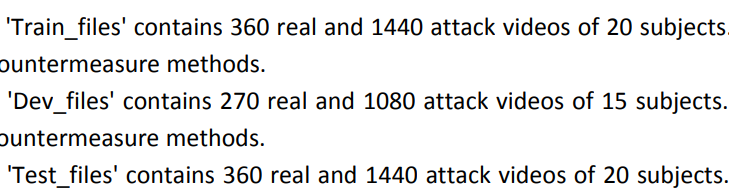 'Train_files' contains 360 real and 1440 attack videos of 20 subjects.
ountermeasure methods.
'Dev_files' contains 270 real and 1080 attack videos of 15 subjects.
ountermeasure methods.
'Test_files' contains 360 real and 1440 attack videos of 20 subjects.